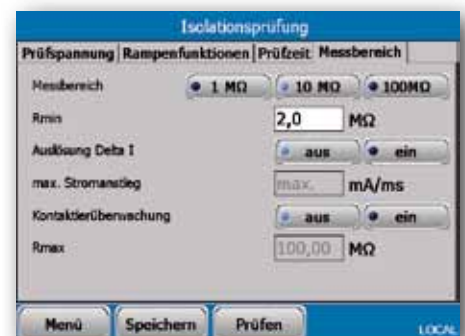 Isolationsprüfung
Prüfspannung Rampenfunktionen Prüfzeit Messbereich
Messbereich 1 MΩ 10 MΩ 100MΩ
Rmin 2,0 MΩ
Auslösung Delta I aus ein
max. Stromanstieg max. mA/ms
Kontaktierüberwachung aus ein
Rmax 100,00 MΩ
Menü Speichern Prüfen LOCAL